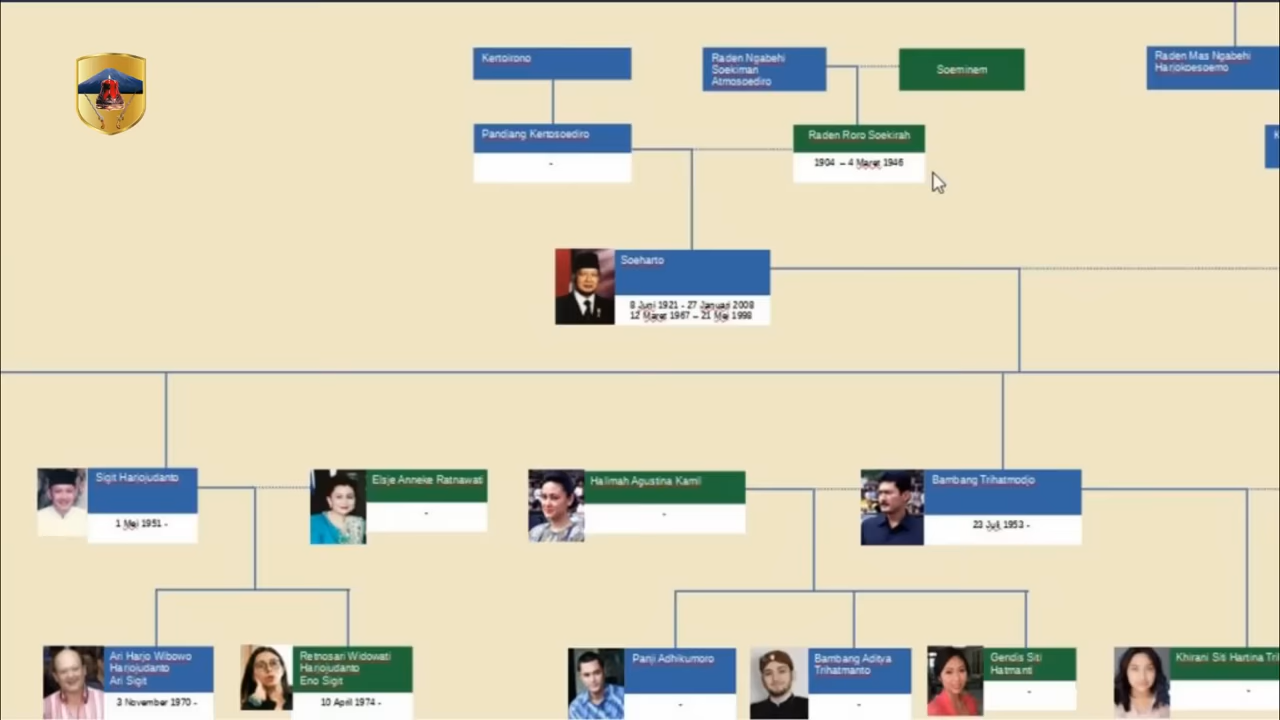 Kertoirono
Raden Ngabehi
Soekiman
Atmosoediro
Soeminem
Raden Mas Ngabehi
Harjokoesoemo
Pandjang Kertosoediro
-
Raden Roro Soekirah
1904 – 4 Maret 1946
Soeharto
8 Juni 1921 - 27 Januari 2008
12 Maret 1967 – 21 Mei 1998
Sigit Harjojudanto
1 Mei 1951 -
Elsje Anneke Ratnawati
-
Halimah Agustina Kamil
-
Bambang Trihatmodjo
23 Juli 1953 -
Ari Harjo Wibowo
Harjojudanto
Ari Sigit
3 November 1970 -
Retnosari Widowati
Harjojudanto
Eno Sigit
10 April 1974 -
Panji Adhikumoro
-
Bambang Aditya
Trihatmanto
-
Gendis Siti
Hatmanti
-
Khirani Siti Hartina Tri
-